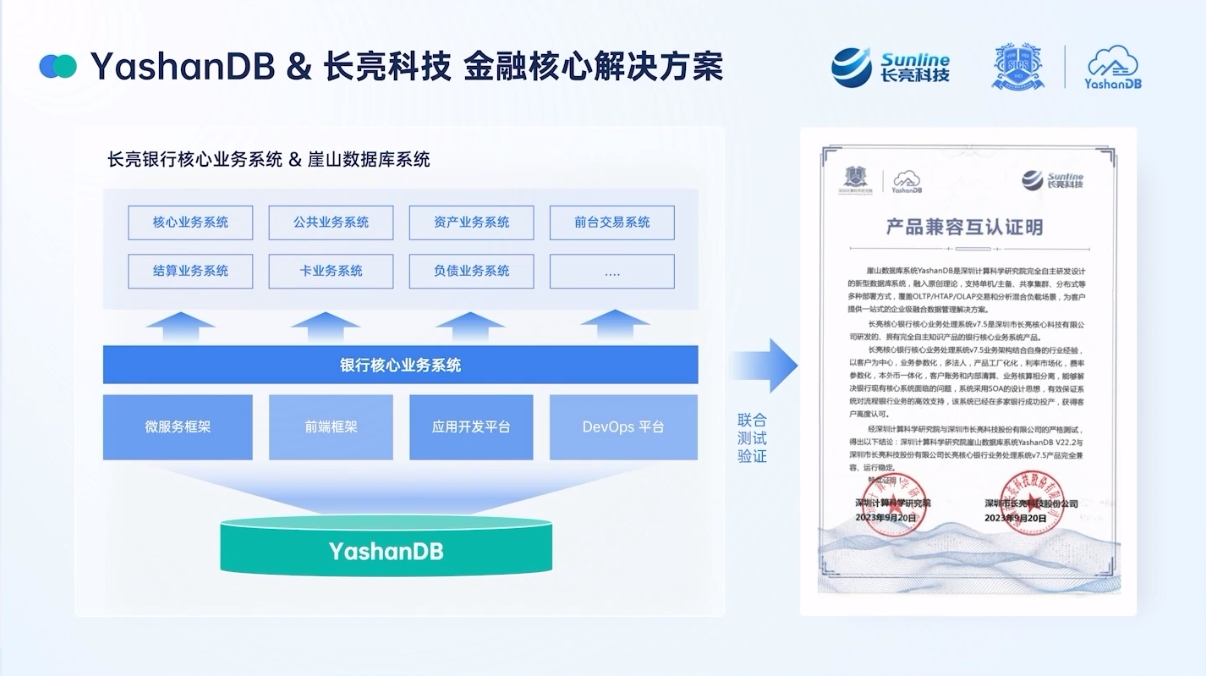 YashanDB & 长亮科技 金融核心解决方案
Sunline
长亮科技
SICS
YashanDB
长亮银行核心业务系统 & 崖山数据库系统
核心业务系统
公共业务系统
资产业务系统
前台交易系统
结算业务系统
卡业务系统
负债业务系统
....
银行核心业务系统
微服务框架
前端框架
应用开发平台
DevOps 平台
YashanDB
联合
测试
验证
深圳计算科学研究院
YashanDB
Sunline
长亮科技
产品兼容互认证明
崖山数据库系统YashanDB是深圳计算科学研究院完全自主研发设计
的新型数据库系统，融入原创理论，支持单机/主备、共享集群、分布式等
多种部署方式，覆盖OLTP/HTAP/OLAP交易和分析混合负载场景，为客户
提供一站式的企业级融合数据管理解决方案。
长亮核心银行核心业务处理系统v7.5是深圳市长亮核心科技有限公
司研发的、拥有完全自主知识产品的银行核心业务系统产品。
长亮核心银行核心业务处理系统v7.5业务架构结合自身的行业经验，
以客户为中心，业务参数化，多法人，产品工厂化化，利率市场化，费率
参数化，本外币一体化，客户账务和内部清算、业务核算相分离，能够解
决银行现有核心系统面临的问题，系统采用SOA的设计思想，有效保证系
统对流程银行业务的高效支持，该系统已经在多家银行成功投产，获得客
户高度认可。
经深圳计算科学研究院与深圳市长亮科技股份有限公司的严格测试，
得出以下结论：深圳计算科学研究院崖山数据库系统YashanDB V22.2与
深圳市长亮科技股份有限公司长亮核心银行业务处理系统v7.5产品完全兼
容、运行稳定。
特此证明！
深圳计算科学研究院
深圳市长亮科技股份公司
2023年9月20日
2023年9月20日